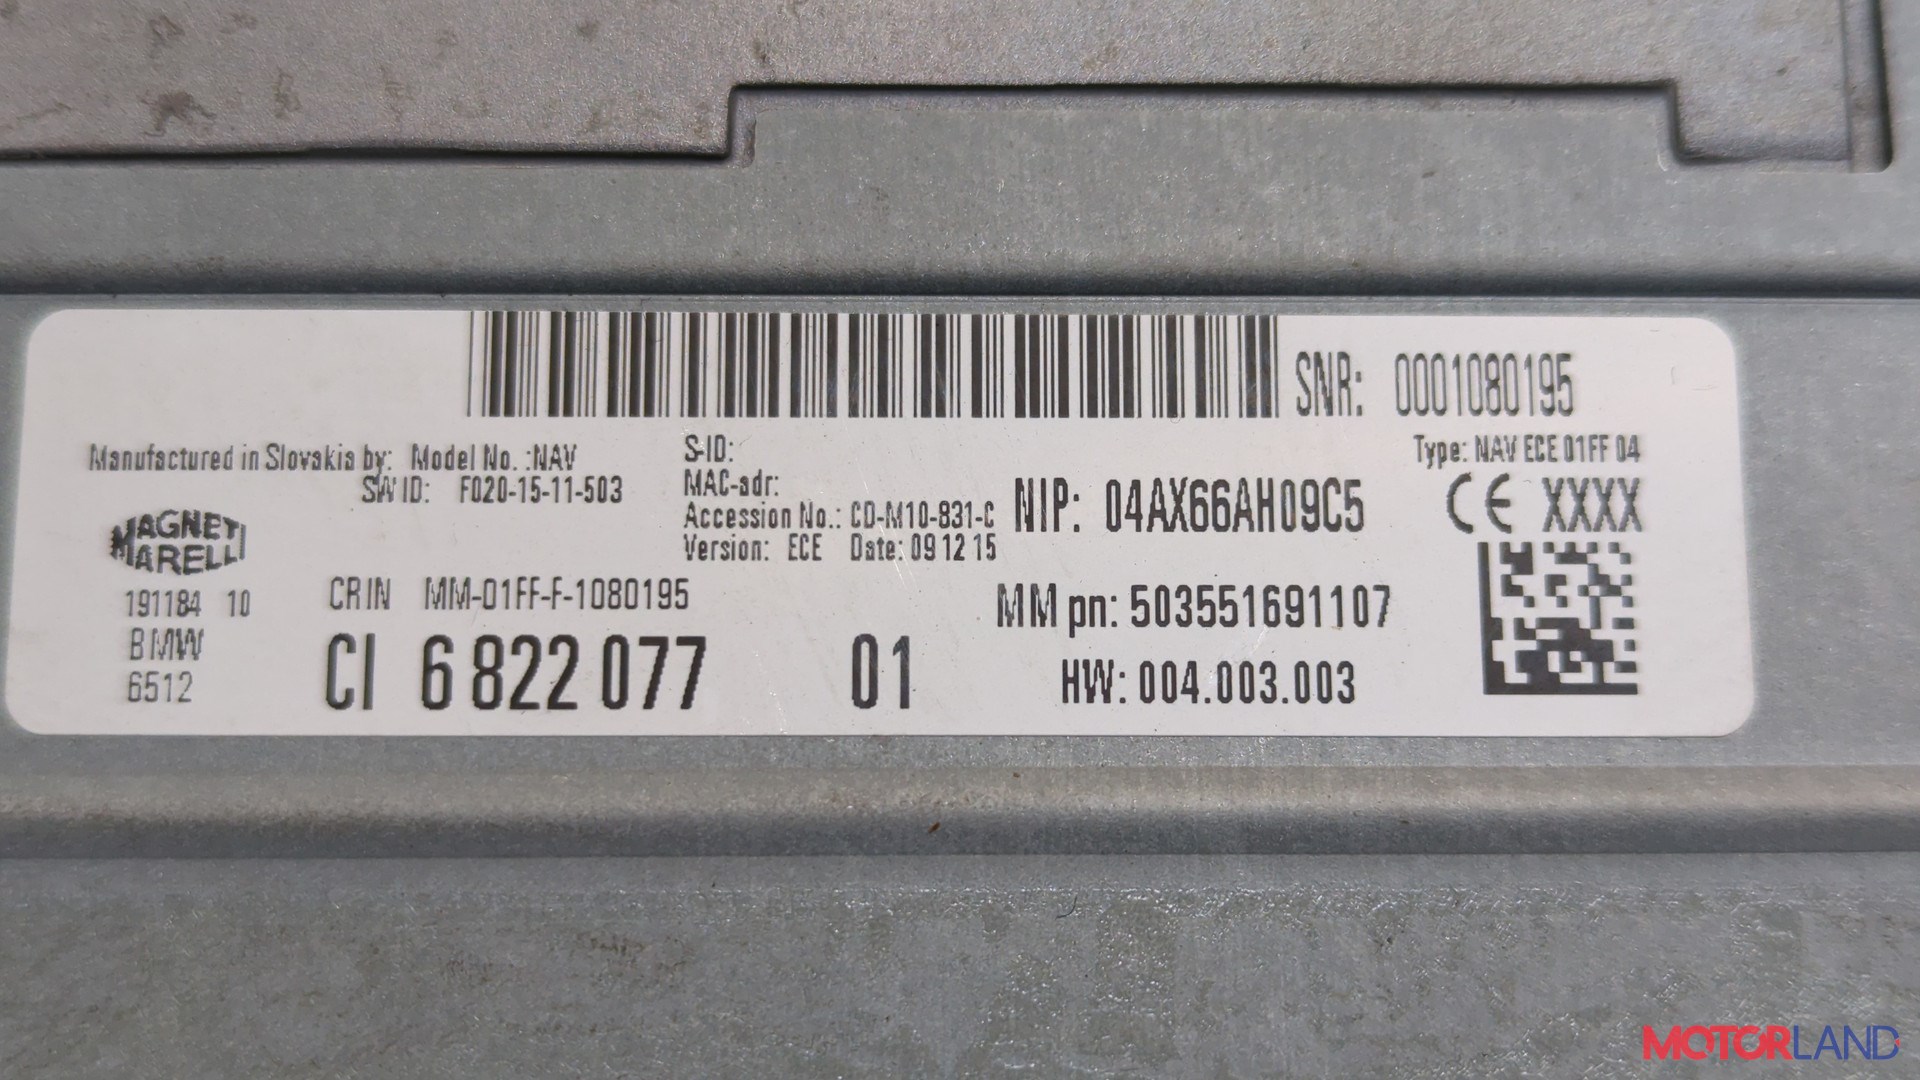 SNR: 0001080195
Manufactured in Slovakia by: Model No. :NAV
SW ID: F020-15-11-503
S-ID:
MAC-adr:
Accession No.: CD-M10-831-C
Version: ECE Date: 09 12 15
NIP: 04AX66AH09C5
Type: NAV ECE 01FF 04
CE XXXX
MAGNETI
MARELLI
191184 10
BMW
6512
CRIN MM-01FF-F-1080195
CI 6 822 077 01
MM pn: 503551691107
HW: 004.003.003
MOTORLAND